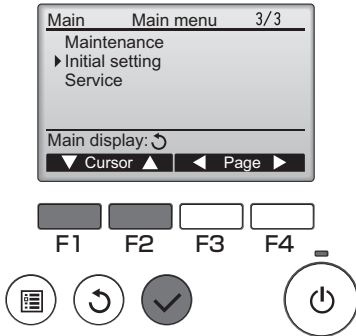 Main Main menu 3/3
Maintenance
Initial setting
Service
Main display:
Cursor Page
F1 F2 F3 F4